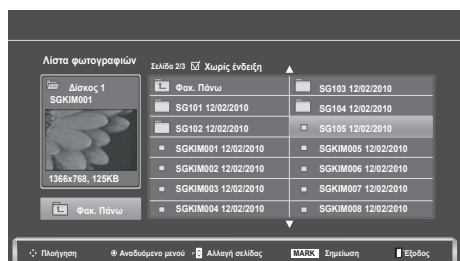 Λίστα φωτογραφιών
Σελίδα 2/3 Χωρίς ένδειξη
Δίσκος 1
SGKIM001
1366x768, 125KB
Φακ. Πάνω
Φακ. Πάνω
SG101 12/02/2010
SG102 12/02/2010
SGKIM001 12/02/2010
SGKIM002 12/02/2010
SGKIM003 12/02/2010
SGKIM004 12/02/2010
SG103 12/02/2010
SG104 12/02/2010
SG105 12/02/2010
SGKIM005 12/02/2010
SGKIM006 12/02/2010
SGKIM007 12/02/2010
SGKIM008 12/02/2010
Πλοήγηση Αναδυόμενο μενού Αλλαγή σελίδας MARK Σημείωση Έξοδος